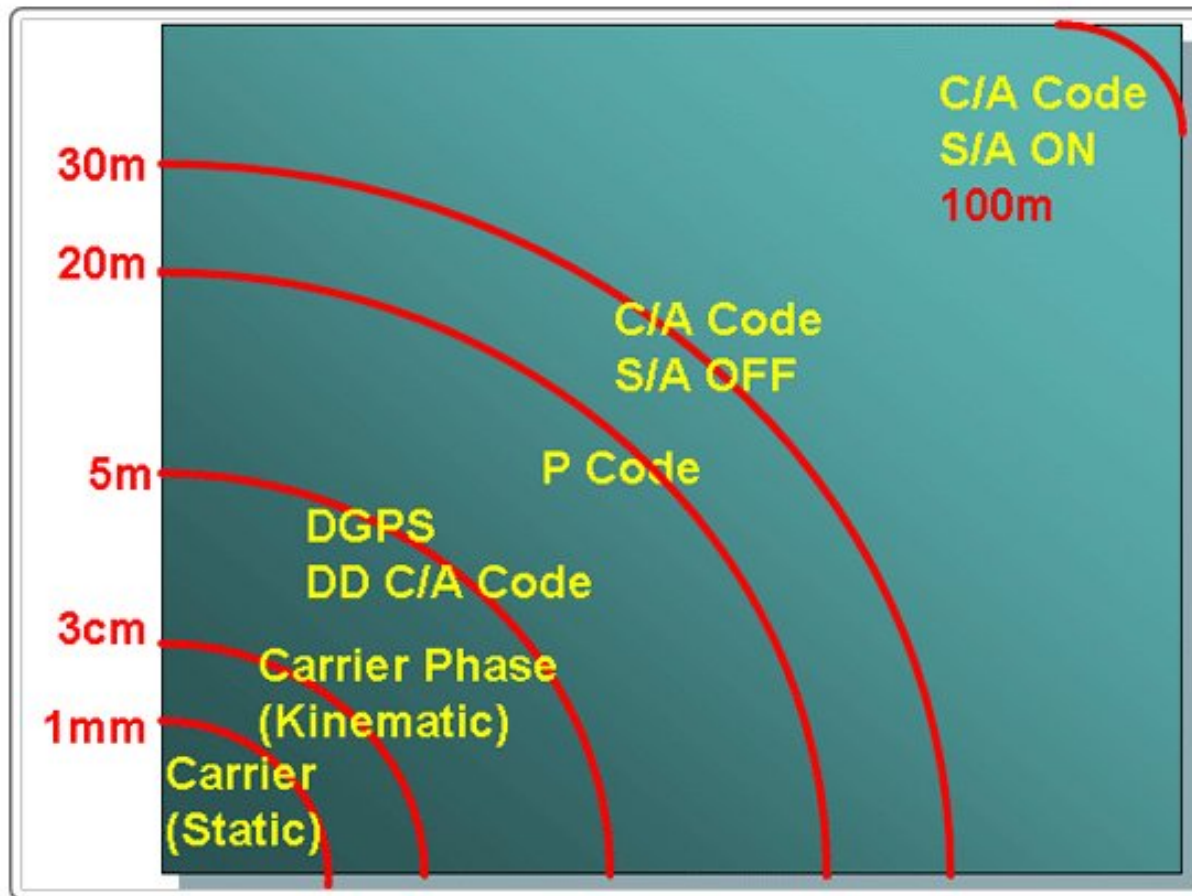 C/A Code
S/A ON
100m
30m
20m
C/A Code
S/A OFF
P Code
5m
DGPS
DD C/A Code
3cm
Carrier Phase
(Kinematic)
1mm
Carrier
(Static)